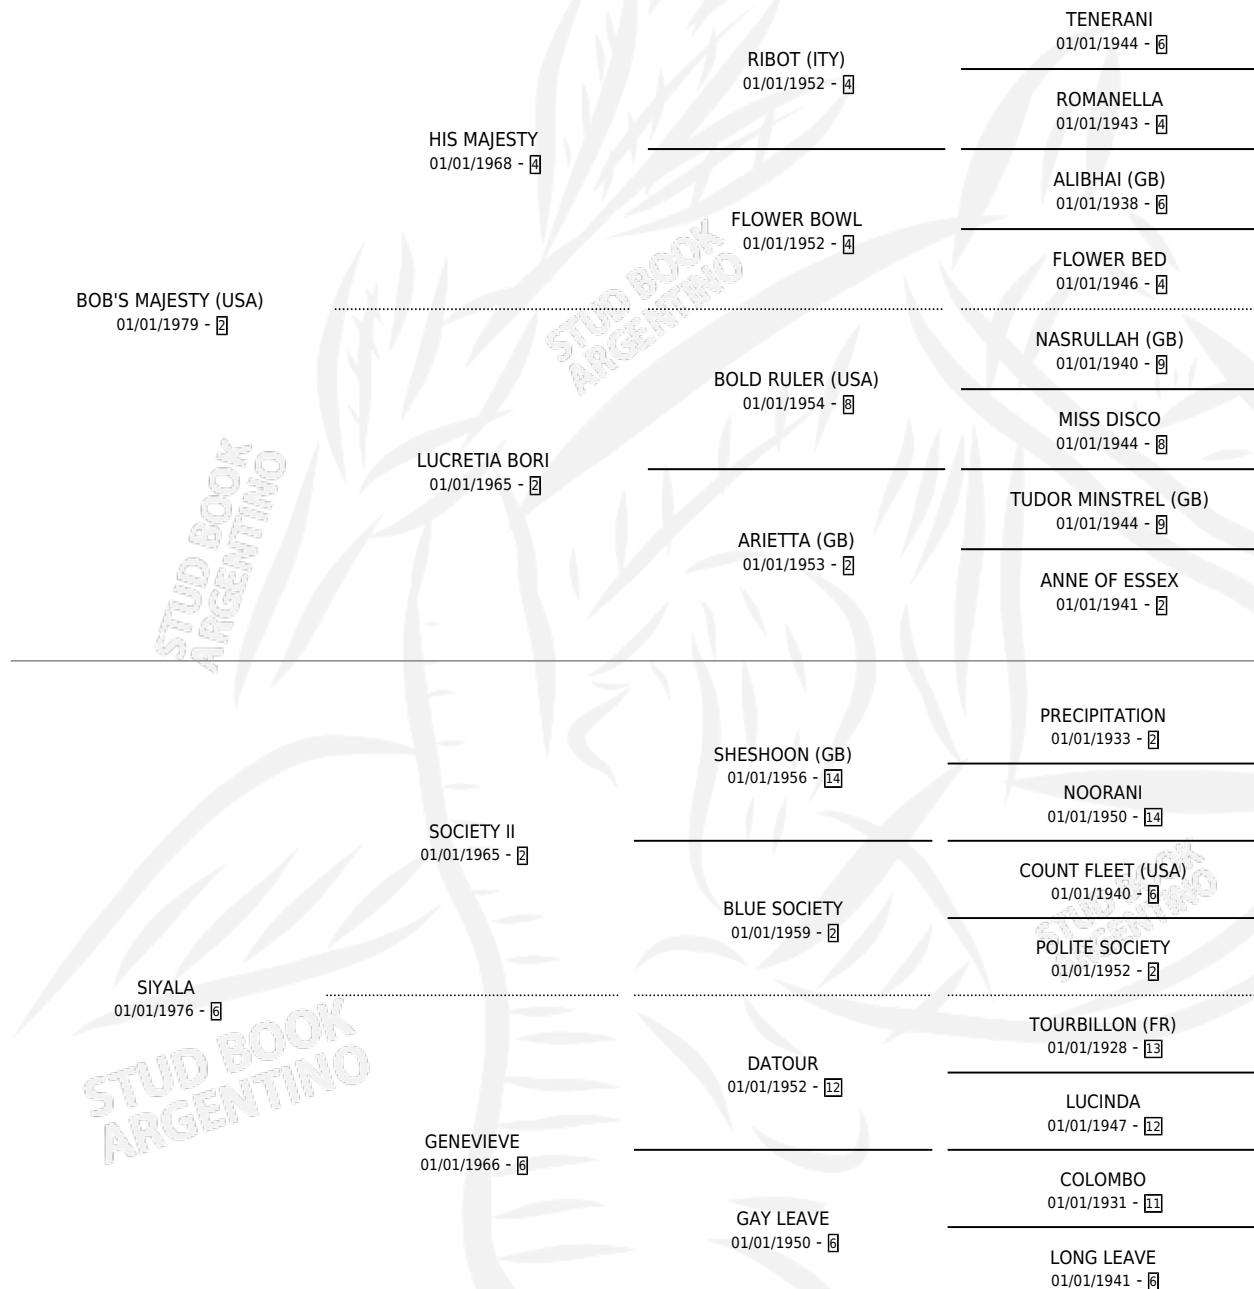 BOB'S MAJESTY (USA)
01/01/1979 - 2
HIS MAJESTY
01/01/1968 - 4
RIBOT (ITY)
01/01/1952 - 4
TENERANI
01/01/1944 - 6
ROMANELLA
01/01/1943 - 4
FLOWER BOWL
01/01/1952 - 4
ALIBHAI (GB)
01/01/1938 - 6
FLOWER BED
01/01/1946 - 4
LUCRETIA BORI
01/01/1965 - 2
BOLD RULER (USA)
01/01/1954 - 8
NASRULLAH (GB)
01/01/1940 - 9
MISS DISCO
01/01/1944 - 8
ARIETTA (GB)
01/01/1953 - 2
TUDOR MINSTREL (GB)
01/01/1944 - 9
ANNE OF ESSEX
01/01/1941 - 2
SIYALA
01/01/1976 - 6
SOCIETY II
01/01/1965 - 2
SHESHOON (GB)
01/01/1956 - 14
PRECIPITATION
01/01/1933 - 2
NOORANI
01/01/1950 - 14
BLUE SOCIETY
01/01/1959 - 2
COUNT FLEET (USA)
01/01/1940 - 6
POLITE SOCIETY
01/01/1952 - 2
GENEVIEVE
01/01/1966 - 6
DATOUR
01/01/1952 - 12
TOURBILLON (FR)
01/01/1928 - 13
LUCINDA
01/01/1947 - 12
GAY LEAVE
01/01/1950 - 6
COLOMBO
01/01/1931 - 11
LONG LEAVE
01/01/1941 - 6
STUD BOOK
ARGENTINO
STUD BOOK
ARGENTINO
STUD BOOK
ARGENTINO
STUD BOOK
ARGENTINO